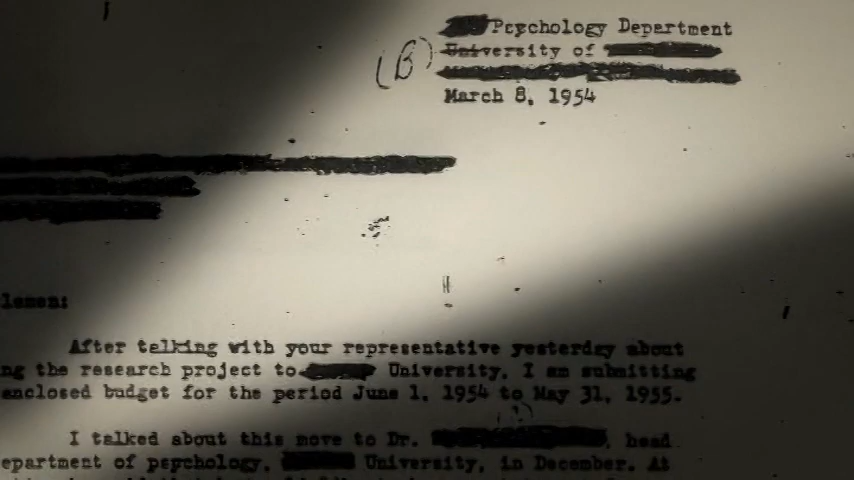 Psychology Department
University of
(B)
March 8, 1954
lemen:
After talking with your representative yesterday about
ng the research project to University, I am submitting
enclosed budget for the period June 1, 1954 to May 31, 1955.
I talked about this move to Dr. , head
epartment of psychology, University, in December. At